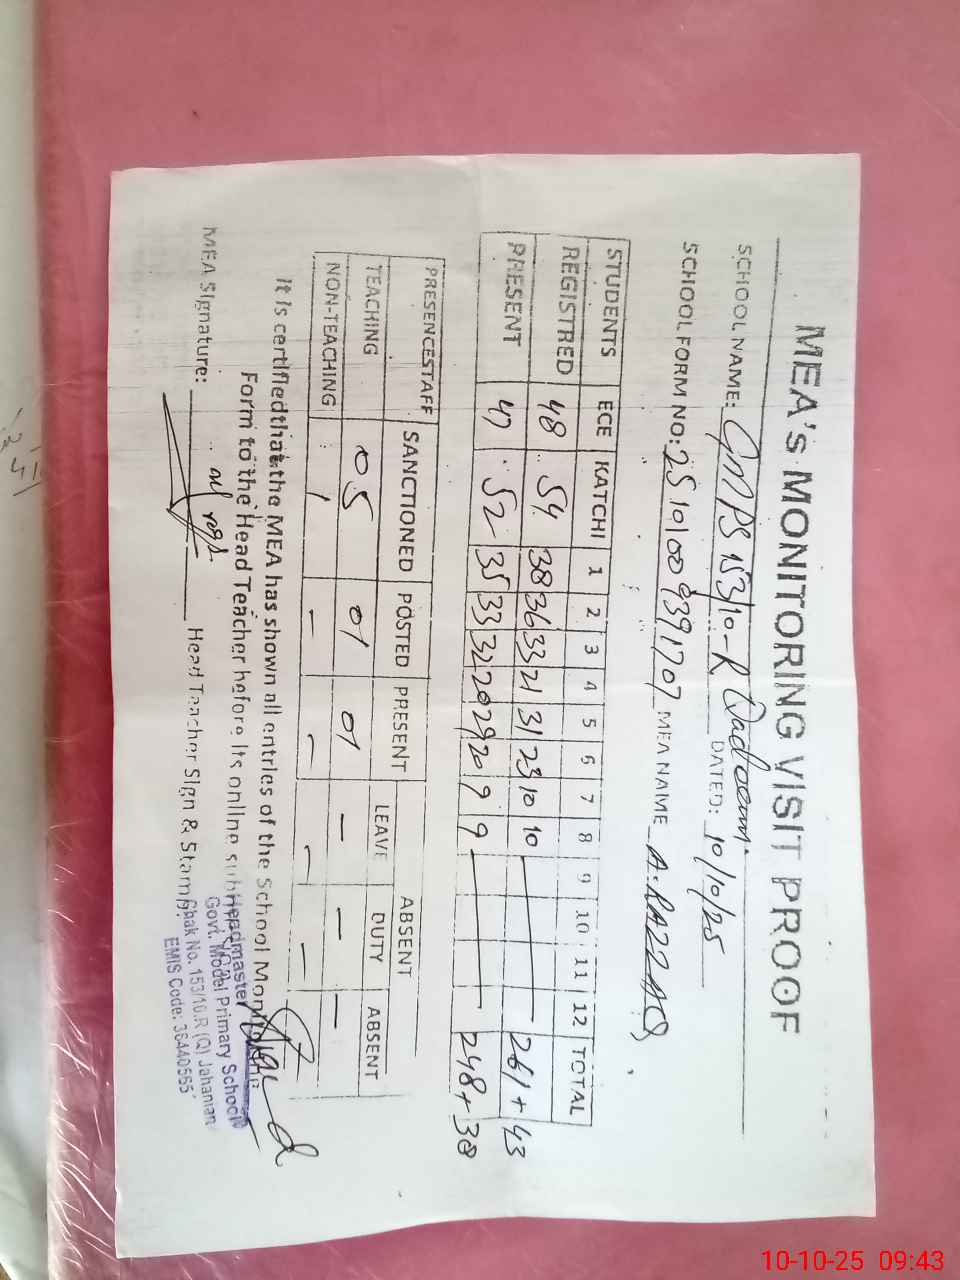 MEA's MONITORING VISIT PROOF
SCHOOL NAME: GMPS 153/10-R Qadeem. DATED: 10/10/25
SCHOOL FORM NO: 25101009391707 MEA NAME A.RAZZAQ
STUDENTS ECE KATCHI 1 2 3 4 5 6 7 8 9 10 11 12 TOTAL
REGISTRED 48 54 38 36 33 21 31 23 10 10 261+43
PRESENT 47 52 35 33 32 20 29 20 9 9 248+38
PRESENCESTAFF SANCTIONED POSTED PRESENT ABSENT
LEAVE DUTY ABSENT
TEACHING 05 01 01 - - -
NON-TEACHING - - - -
It is certifiedthat the MEA has shown all entries of the School Monitoring
Form to the Head Teacher before its online
MEA Signature: Head Teacher Sign & Stamp:
Headmaster
Govt. Model Primary School
Chak No. 153/10.R (Q) Jahanian
EMIS Code: 36440565
10-10-25 09:43